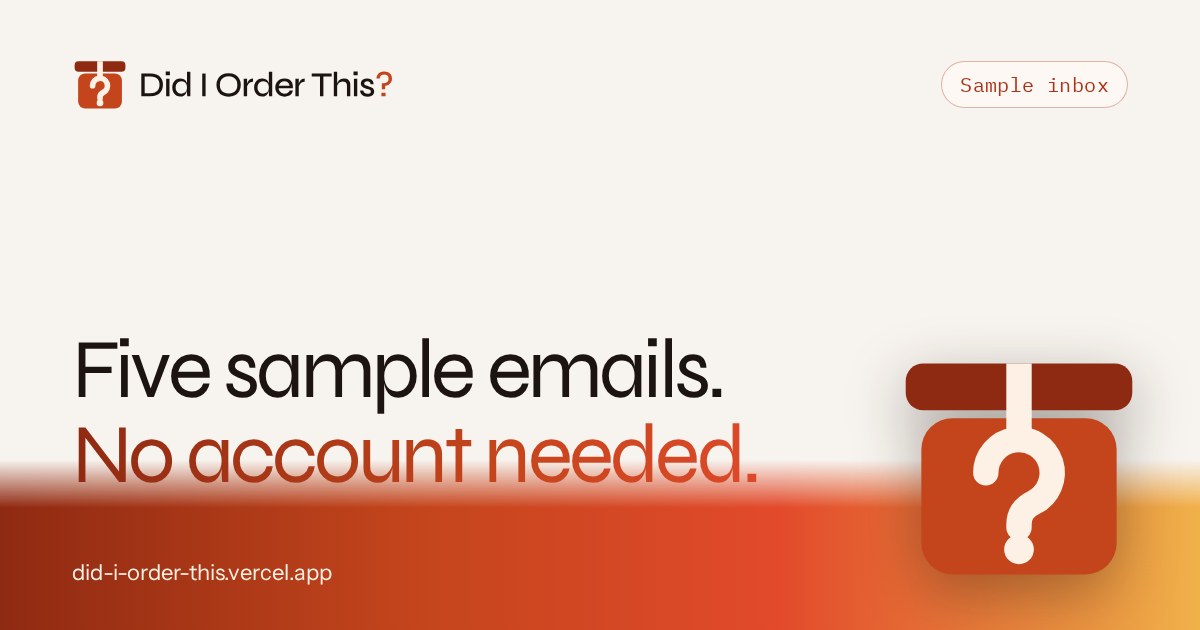 Did I Order This?
Sample inbox
Five sample emails.
No account needed.
did-i-order-this.vercel.app